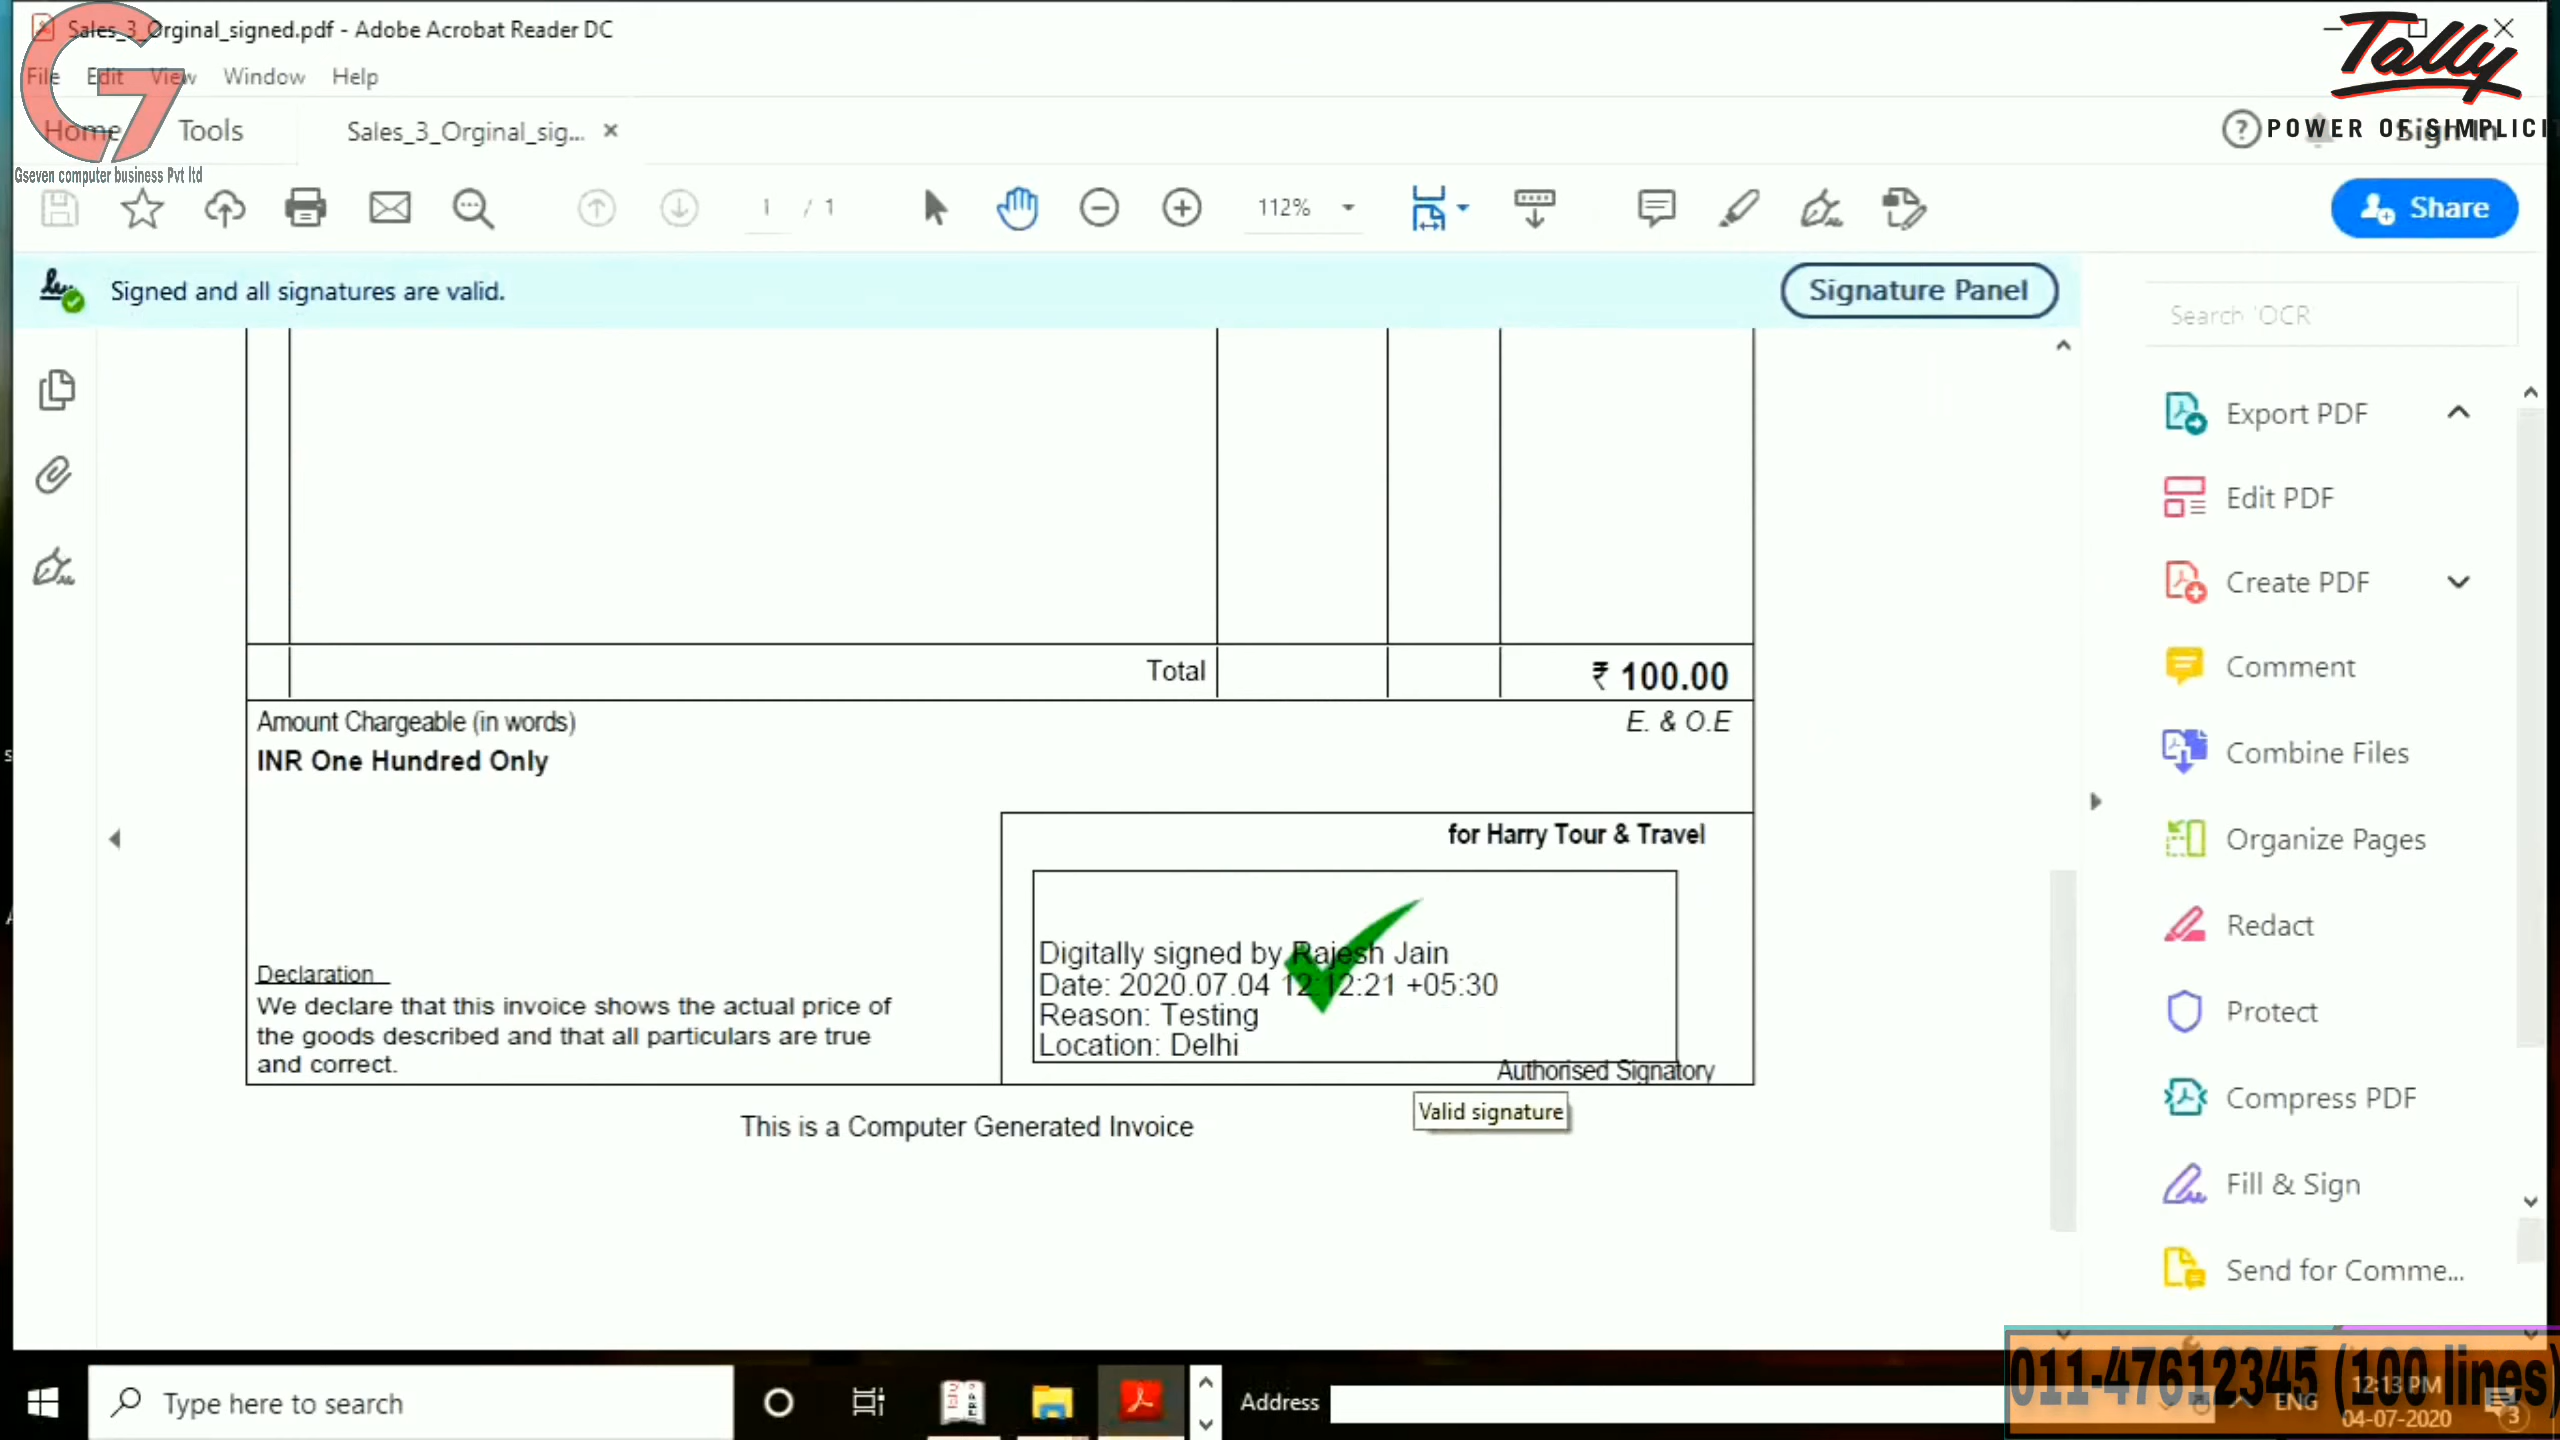 Sales_3_Orginal_signed.pdf - Adobe Acrobat Reader DC
File Edit View Window Help
Tally
POWER OF SIMPLICI
Home Tools Sales_3_Orginal_sig... Sign In
Gseven computer business Pvt ltd
1 / 1 112% Share
Signed and all signatures are valid. Signature Panel
Search 'OCR'
Export PDF
Edit PDF
Create PDF
Comment
Combine Files
Organize Pages
Redact
Protect
Compress PDF
Fill & Sign
Send for Comme...
Total ₹ 100.00
Amount Chargeable (in words) E. & O.E
INR One Hundred Only
for Harry Tour & Travel
Digitally signed by Rajesh Jain
Date: 2020.07.04 12:12:21 +05:30
Reason: Testing
Location: Delhi
Declaration
We declare that this invoice shows the actual price of
the goods described and that all particulars are true
and correct.
Authorised Signatory
Valid signature
This is a Computer Generated Invoice
011-47612345 (100 lines)
Type here to search Address ENG 12:13 PM
04-07-2020 3